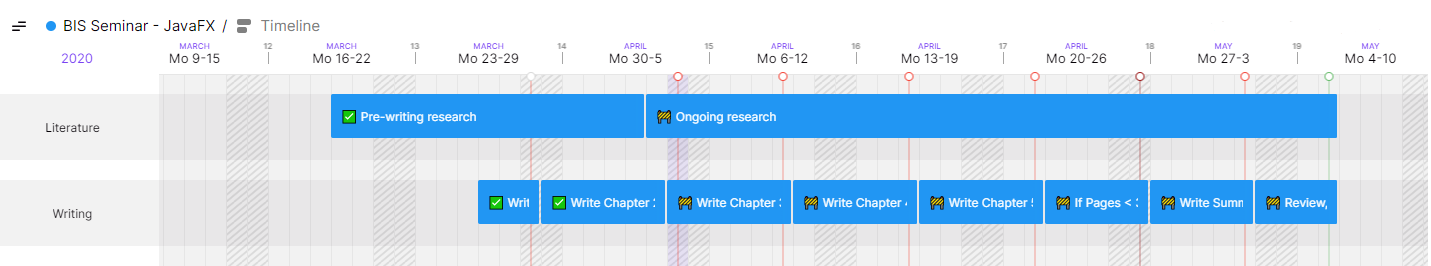 BIS Seminar - JavaFX / Timeline
MARCH 12 MARCH 13 MARCH 14 APRIL 15 APRIL 16 APRIL 17 APRIL 18 MAY 19 MAY
2020 Mo 9-15 Mo 16-22 Mo 23-29 Mo 30-5 Mo 6-12 Mo 13-19 Mo 20-26 Mo 27-3 Mo 4-10
Literature ✅ Pre-writing research 🚧 Ongoing research
Writing ✅ Writ ✅ Write Chapter 🚧 Write Chapter 🚧 Write Chapter 🚧 Write Chapter 🚧 If Pages < 🚧 Write Summ 🚧 Review,